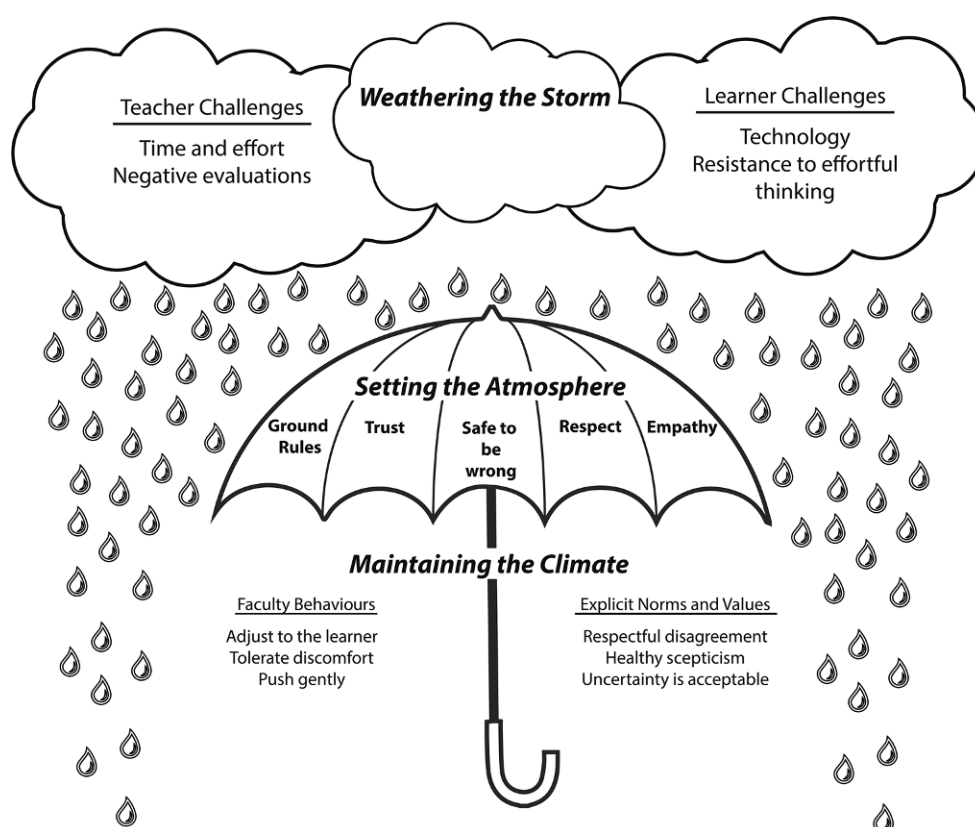 Weathering the Storm
Teacher Challenges
Time and effort
Negative evaluations
Learner Challenges
Technology
Resistance to effortful
thinking
Setting the Atmosphere
Ground
Rules
Trust
Safe to
be
wrong
Respect
Empathy
Maintaining the Climate
Faculty Behaviours
Adjust to the learner
Tolerate discomfort
Push gently
Explicit Norms and Values
Respectful disagreement
Healthy scepticism
Uncertainty is acceptable